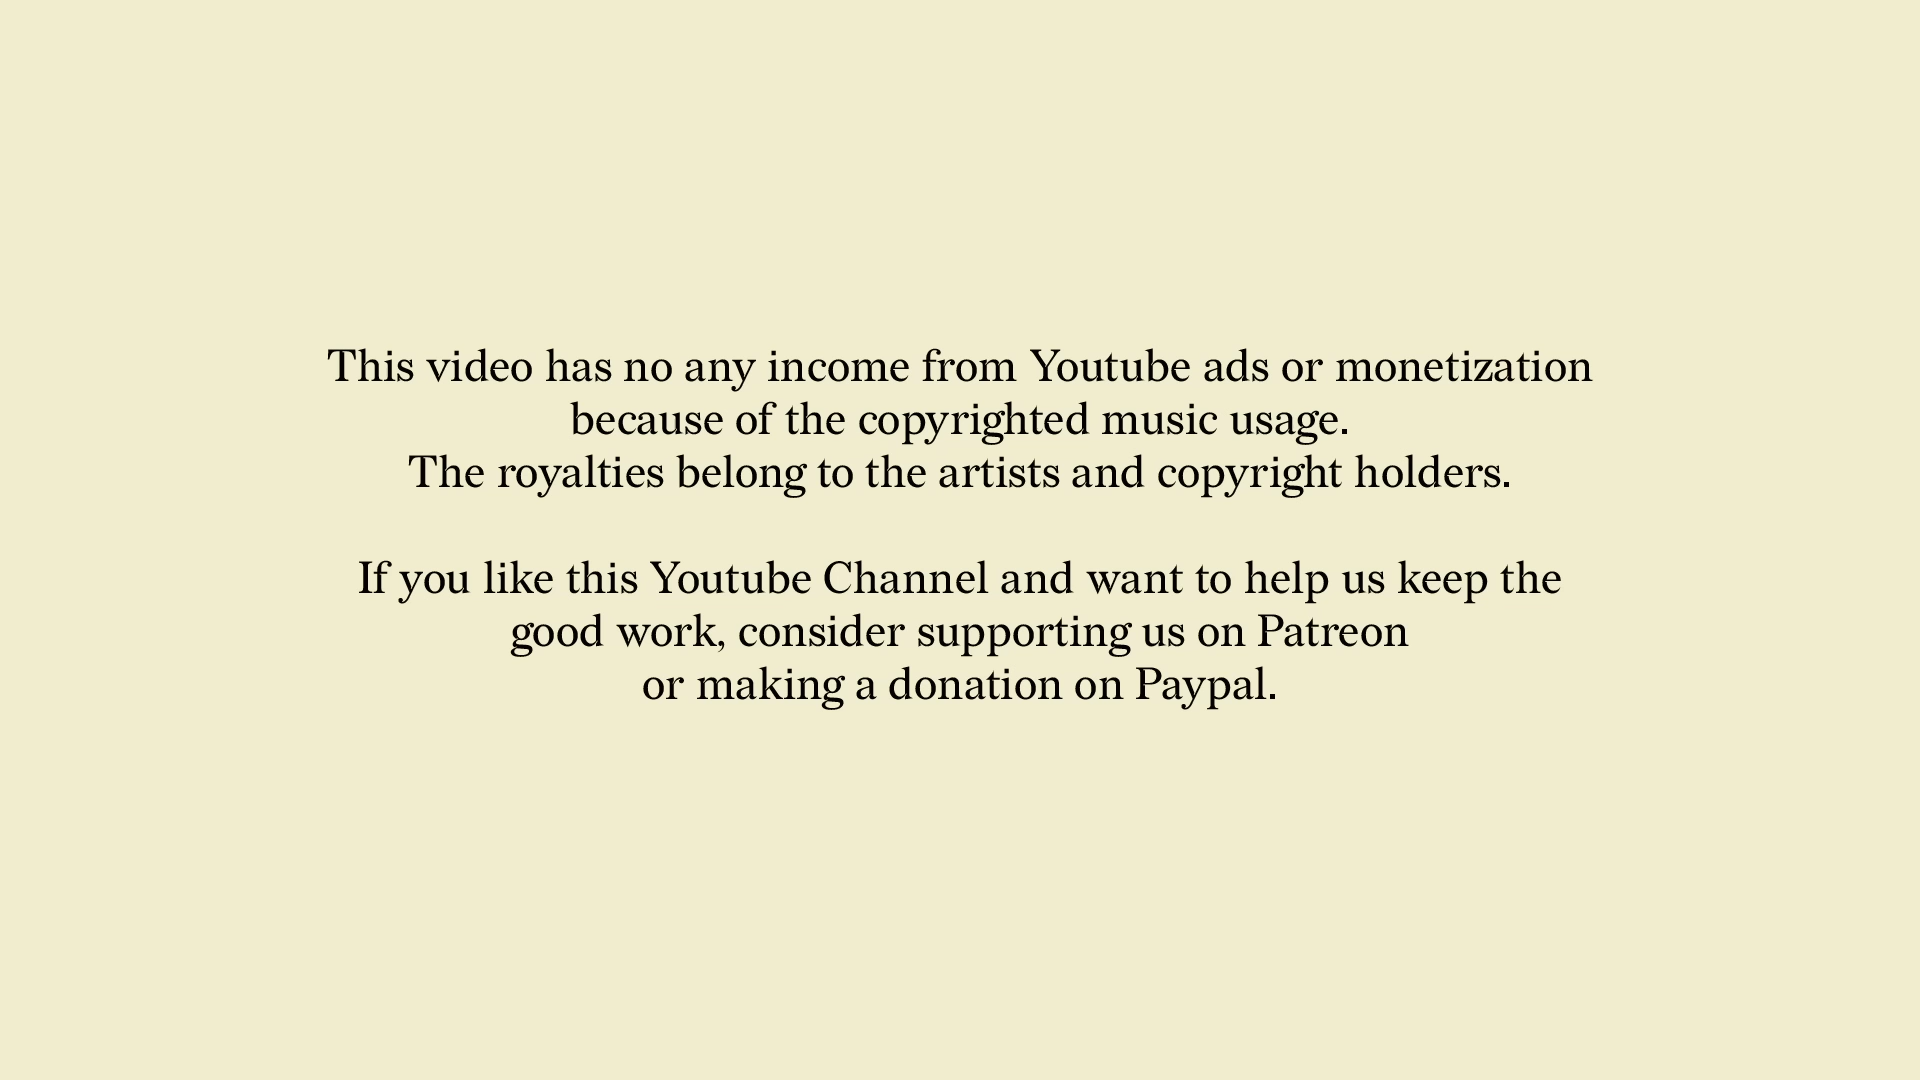 This video has no any income from Youtube ads or monetization
because of the copyrighted music usage.
The royalties belong to the artists and copyright holders.
If you like this Youtube Channel and want to help us keep the
good work, consider supporting us on Patreon
or making a donation on Paypal.